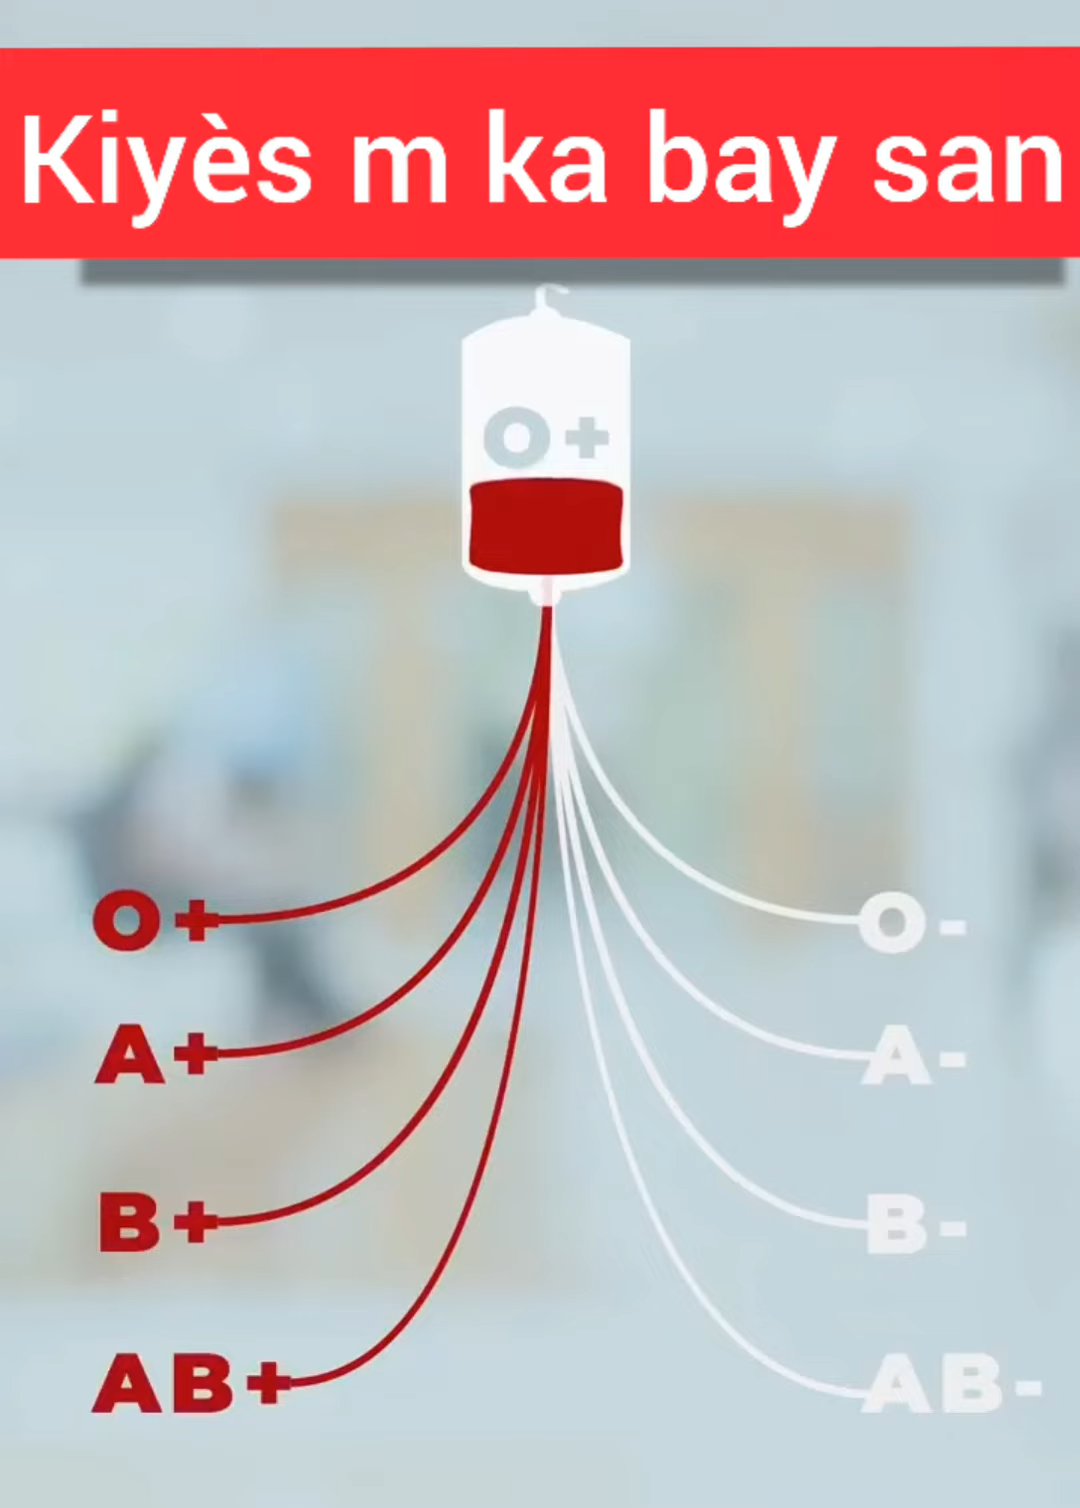 Kiyès m ka bay san
O+
O+
O-
A+
A-
B+
B-
AB+
AB-